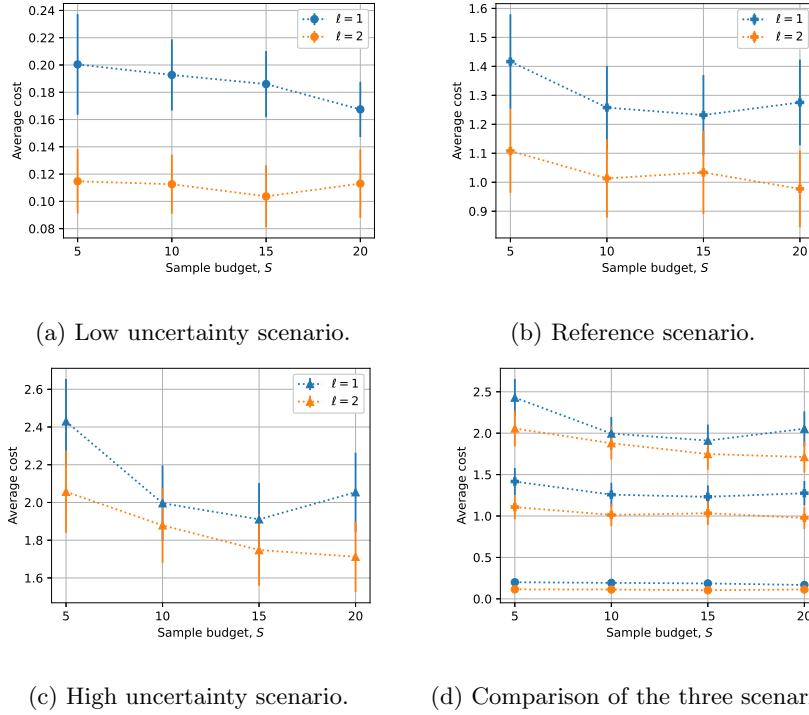 0.24
0.22
0.20
0.18
0.16
0.14
0.12
0.10
0.08
Average cost
5 10 15 20
Sample budget, S
ℓ = 1
ℓ = 2
1.6
1.5
1.4
1.3
1.2
1.1
1.0
0.9
Average cost
5 10 15 20
Sample budget, S
ℓ = 1
ℓ = 2
(a) Low uncertainty scenario.
(b) Reference scenario.
2.6
2.4
2.2
2.0
1.8
1.6
Average cost
5 10 15 20
Sample budget, S
ℓ = 1
ℓ = 2
2.5
2.0
1.5
1.0
0.5
0.0
Average cost
5 10 15 20
Sample budget, S
(c) High uncertainty scenario.
(d) Comparison of the three scenar